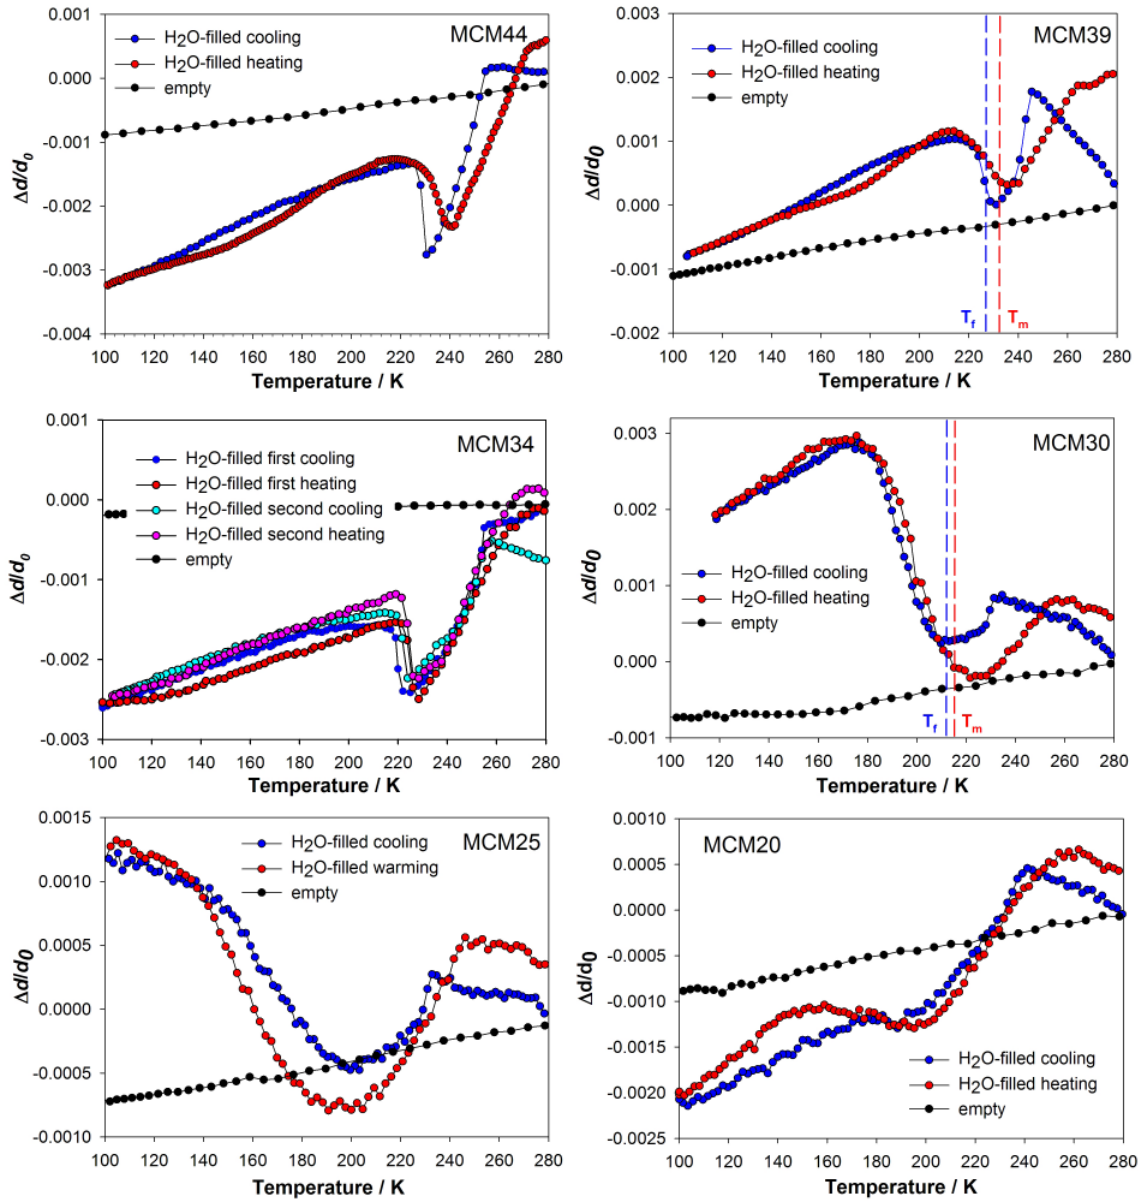 MCM44
H2O-filled cooling
H2O-filled heating
empty
0.001
0.000
-0.001
-0.002
-0.003
-0.004
Δd/d0
100 120 140 160 180 200 220 240 260 280
Temperature / K
MCM39
H2O-filled cooling
H2O-filled heating
empty
0.003
0.002
0.001
0.000
-0.001
-0.002
Δd/d0
Tf Tm
100 120 140 160 180 200 220 240 260 280
Temperature / K
MCM34
H2O-filled first cooling
H2O-filled first heating
H2O-filled second cooling
H2O-filled second heating
empty
0.001
0.000
-0.001
-0.002
-0.003
Δd/d0
100 120 140 160 180 200 220 240 260 280
Temperature / K
MCM30
H2O-filled cooling
H2O-filled heating
empty
0.003
0.002
0.001
0.000
-0.001
Δd/d0
Tf Tm
100 120 140 160 180 200 220 240 260 280
Temperature / K
MCM25
H2O-filled cooling
H2O-filled warming
empty
0.0015
0.0010
0.0005
0.0000
-0.0005
-0.0010
Δd/d0
100 120 140 160 180 200 220 240 260 280
Temperature / K
MCM20
H2O-filled cooling
H2O-filled heating
empty
0.0010
0.0005
0.0000
-0.0005
-0.0010
-0.0015
-0.0020
-0.0025
Δd/d0
100 120 140 160 180 200 220 240 260 280
Temperature / K